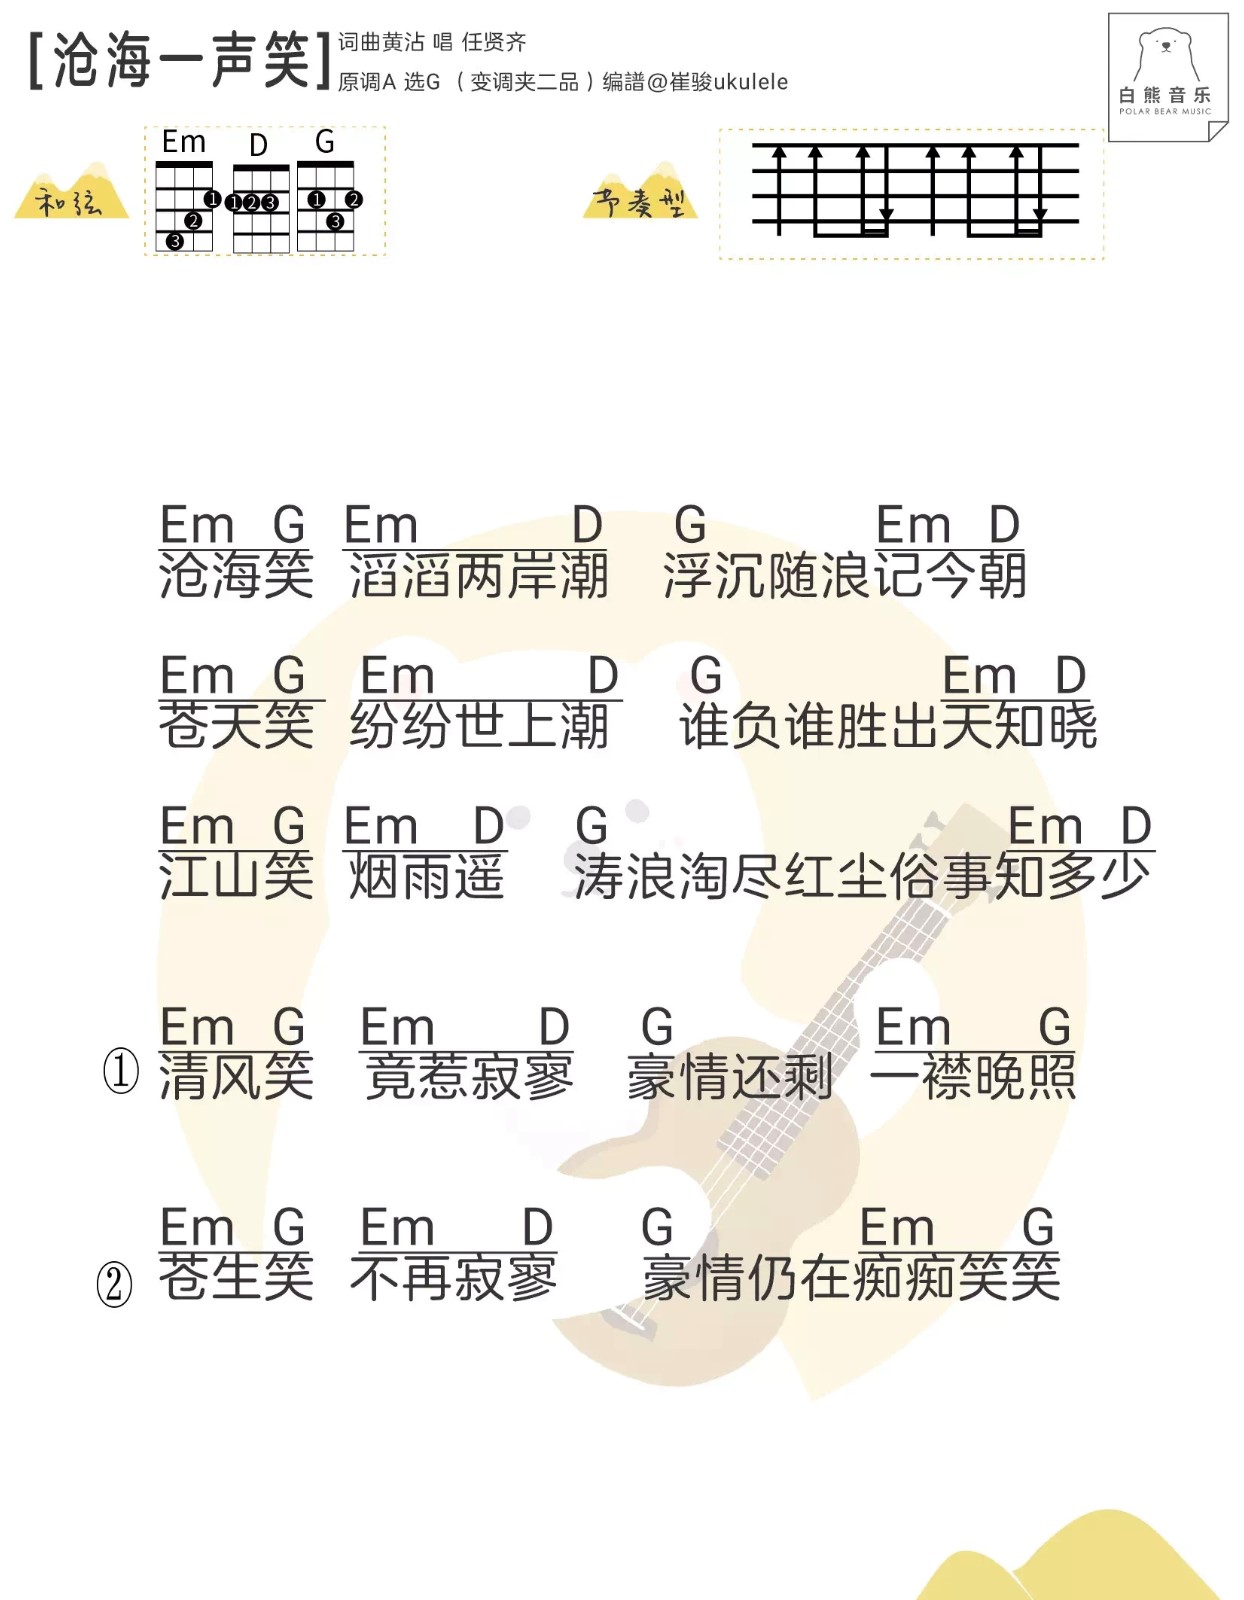 [沧海一声笑]
词曲黄沾 唱 任贤齐
原调A 选G （变调夹二品）编譜@崔骏ukulele
白熊音乐
POLAR BEAR MUSIC
和弦
Em D G
1 2 3
1 2 3
1 2 3
节奏型
Em G Em D G Em D
沧海笑 滔滔两岸潮 浮沉随浪记今朝
Em G Em D G Em D
苍天笑 纷纷世上潮 谁负谁胜出天知晓
Em G Em D G Em D
江山笑 烟雨遥 涛浪淘尽红尘俗事知多少
Em G Em D G Em G
① 清风笑 竟惹寂寥 豪情还剩 一襟晚照
Em G Em D G Em G
② 苍生笑 不再寂寥 豪情仍在痴痴笑笑